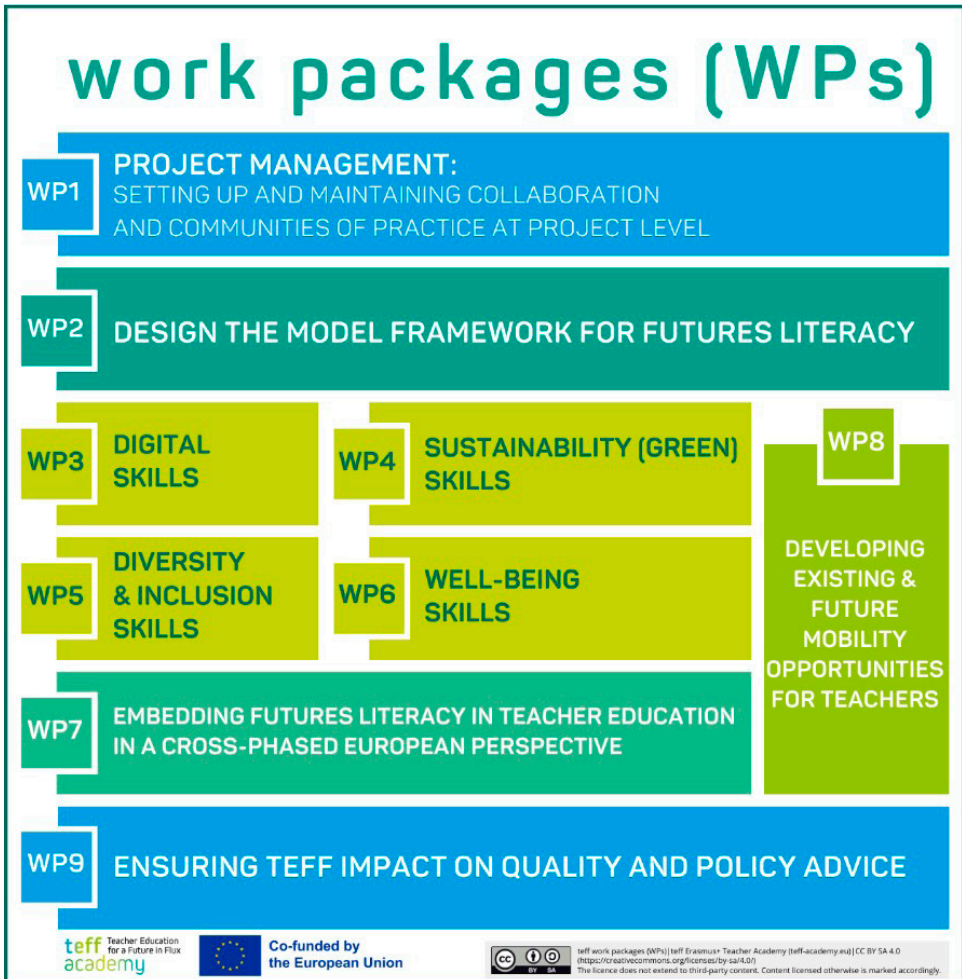 work packages (WPs)
WP1
PROJECT MANAGEMENT:
SETTING UP AND MAINTAINING COLLABORATION
AND COMMUNITIES OF PRACTICE AT PROJECT LEVEL
WP2
DESIGN THE MODEL FRAMEWORK FOR FUTURES LITERACY
WP3
DIGITAL
SKILLS
WP4
SUSTAINABILITY (GREEN)
SKILLS
WP5
DIVERSITY
& INCLUSION
SKILLS
WP6
WELL-BEING
SKILLS
WP8
DEVELOPING
EXISTING &
FUTURE
MOBILITY
OPPORTUNITIES
FOR TEACHERS
WP7
EMBEDDING FUTURES LITERACY IN TEACHER EDUCATION
IN A CROSS-PHASED EUROPEAN PERSPECTIVE
WP9
ENSURING TEFF IMPACT ON QUALITY AND POLICY ADVICE
teff
academy
Teacher Education
for a Future in Flux
Co-funded by
the European Union
cc
BY SA
teff work packages (WPs)|teff Erasmus+ Teacher Academy (teff-academy.eu)|CC BY SA 4.0
(https://creativecommons.org/licenses/by-sa/4.0/)
The licence does not extend to third-party content. Content licensed otherwise is marked accordingly.